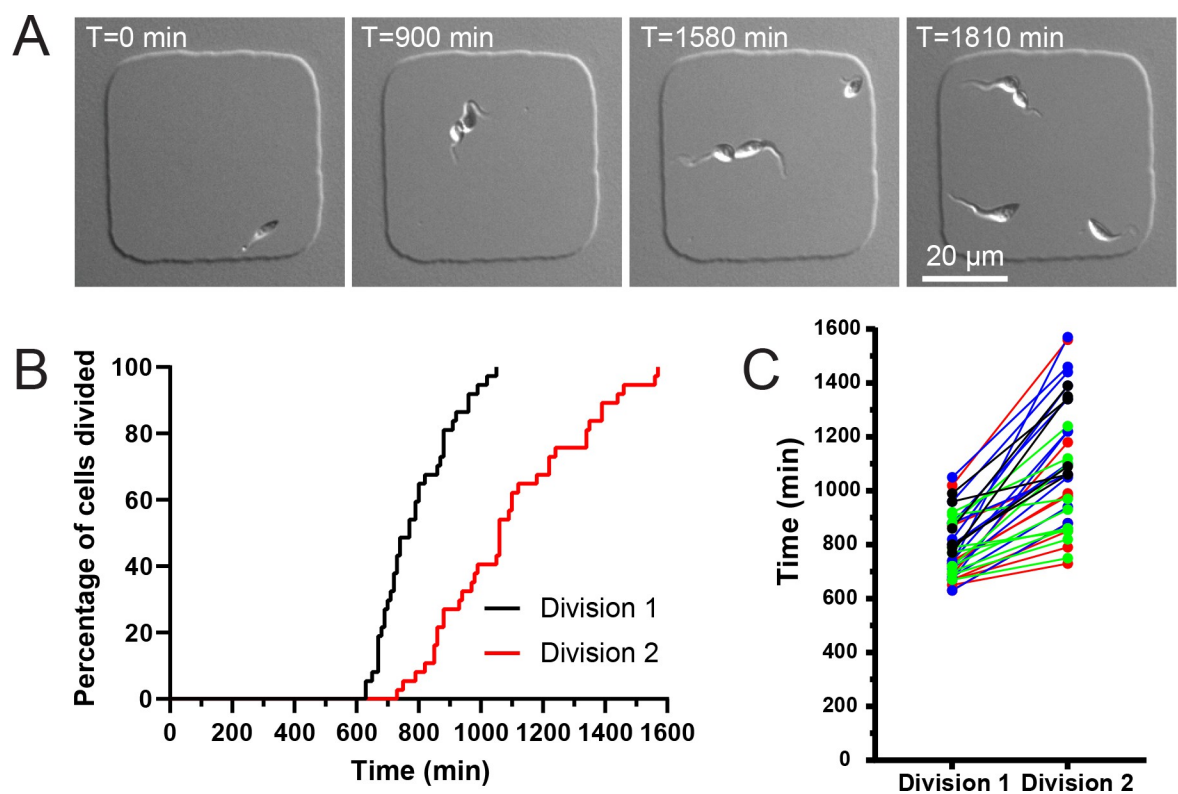 A
T=0 min
T=900 min
T=1580 min
T=1810 min
20 µm
B
Percentage of cells divided
100
80
60
40
20
0
0 200 400 600 800 1000 1200 1400 1600
Time (min)
Division 1
Division 2
C
Time (min)
1600
1400
1200
1000
800
600
400
200
0
Division 1 Division 2